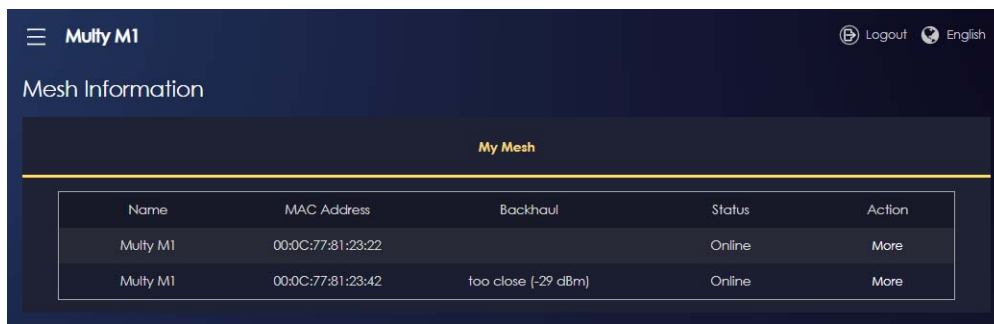 Multy M1 Logout English
Mesh Information
My Mesh
Name MAC Address Backhaul Status Action
Multy M1 00:0C:77:81:23:22 Online More
Multy M1 00:0C:77:81:23:42 too close (-29 dBm) Online More